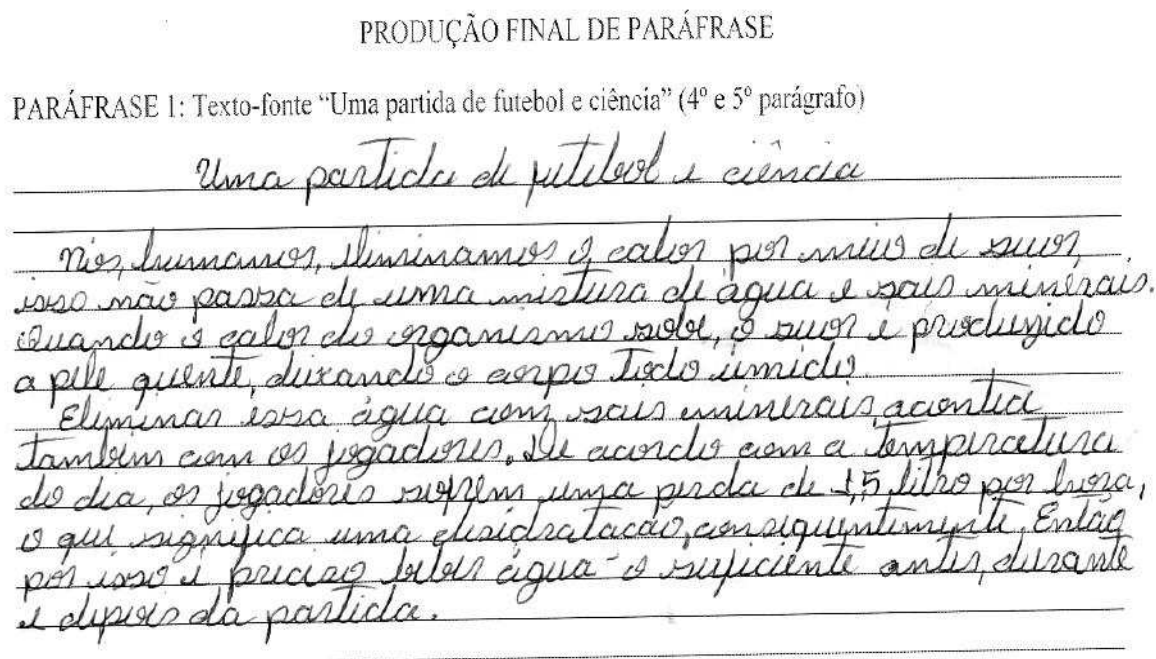 PRODUÇÃO FINAL DE PARÁFRASE
PARÁFRASE 1: Texto-fonte “Uma partida de futebol e ciência” (4º e 5º parágrafo)
Uma partida de futebol e ciência
Nós, humanos, eliminamos o calor por meio de suor,
isso não passa de uma mistura de água e sais minerais.
Quando o calor do organismo sobe, o suor é produzido
a pele quente, deixando o corpo todo úmido.
Eliminar essa água com sais minerais, acontece
também com os jogadores. De acordo com a temperatura
do dia, os jogadores sofrem uma perda de 1,5 litro por hora,
o que significa uma desidratacão, consequentemente. Então
por isso é preciso beber água o suficiente antes, durante
e depois da partida.